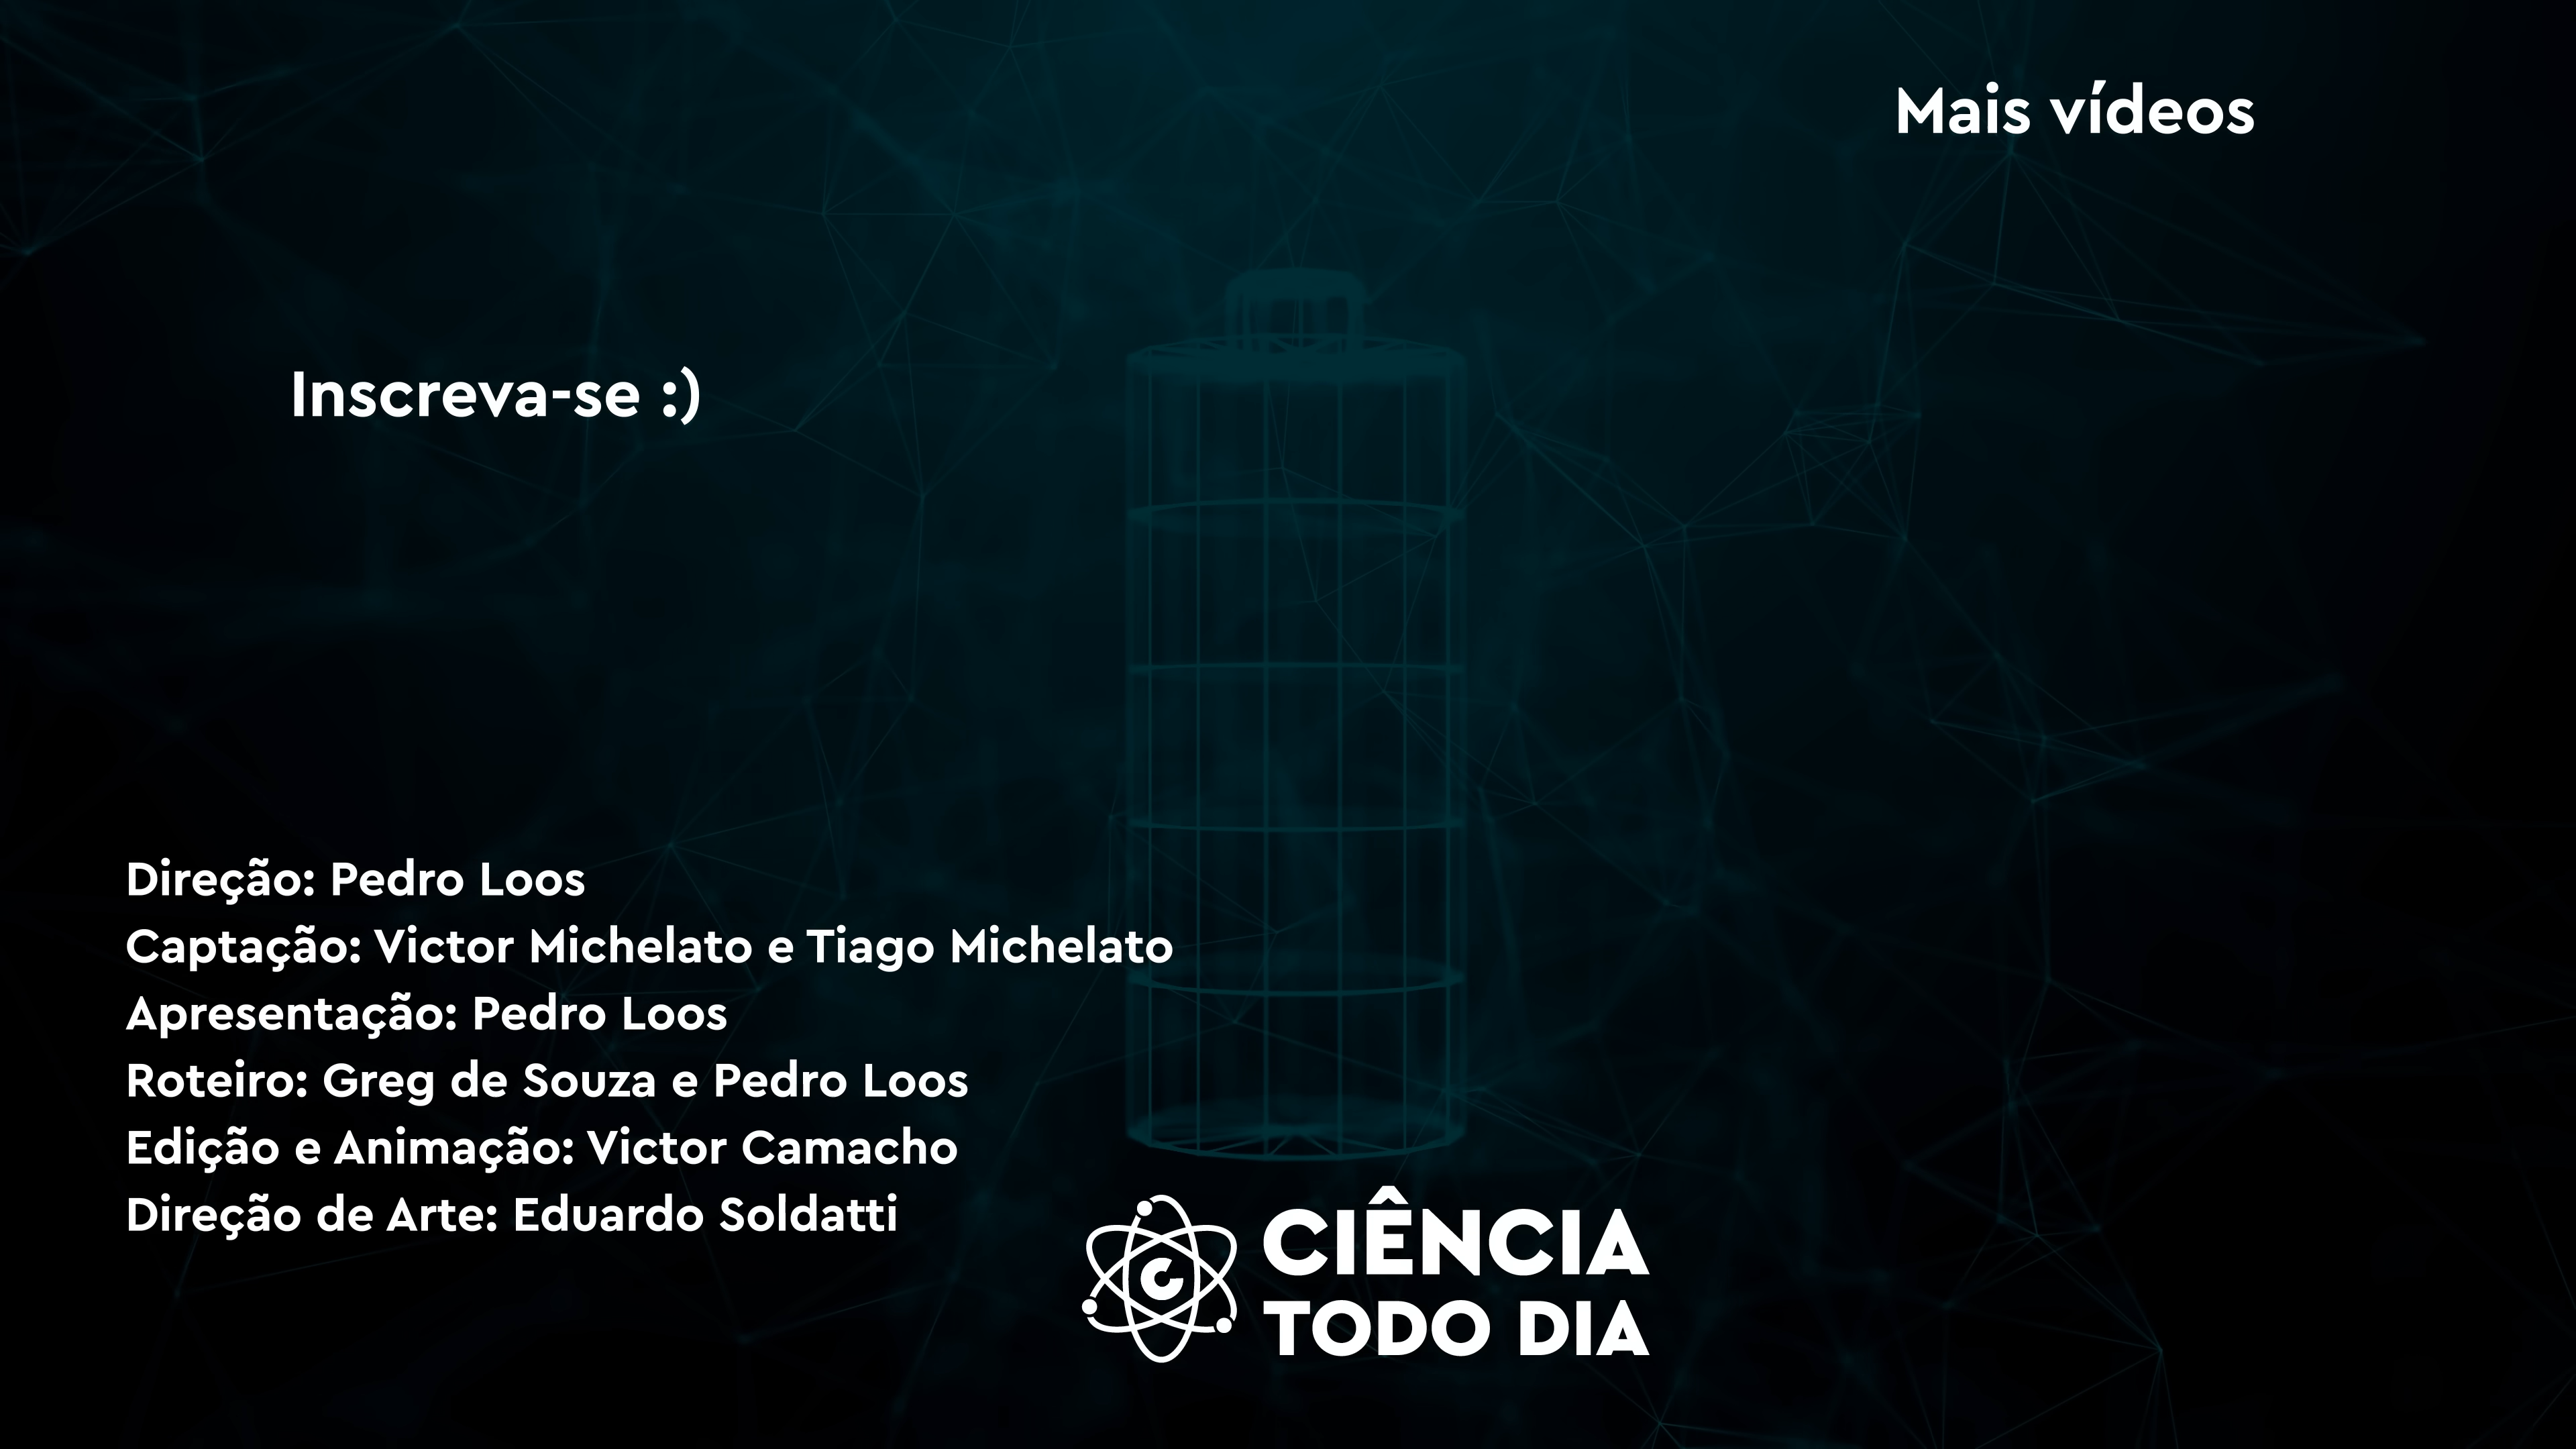 Mais vídeos
Inscreva-se :)
Direção: Pedro Loos
Captação: Victor Michelato e Tiago Michelato
Apresentação: Pedro Loos
Roteiro: Greg de Souza e Pedro Loos
Edição e Animação: Victor Camacho
Direção de Arte: Eduardo Soldatti
CIÊNCIA
TODO DIA